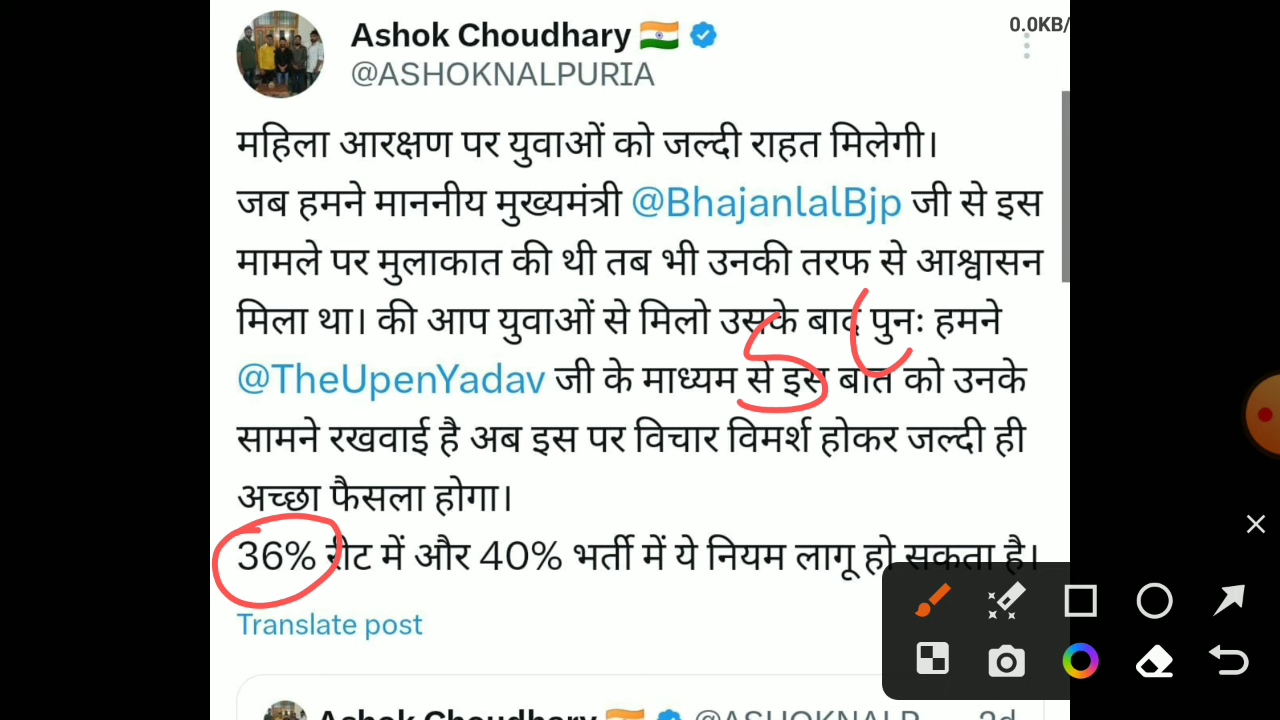 Ashok Choudhary
0.0KB/
@ASHOKNALPURIA
महिला आरक्षण पर युवाओं को जल्दी राहत मिलेगी।
जब हमने माननीय मुख्यमंत्री @BhajanlalBjp जी से इस
मामले पर मुलाकात की थी तब भी उनकी तरफ से आश्वासन
मिला था। की आप युवाओं से मिलो उसके बाद पुनः हमने
@TheUpenYadav जी के माध्यम से इस बात को उनके
सामने रखवाई है अब इस पर विचार विमर्श होकर जल्दी ही
अच्छा फैसला होगा।
36% रीट में और 40% भर्ती में ये नियम लागू हो सकता है।
Translate post
Ashok Choudhary @ASHOKNALP 2d